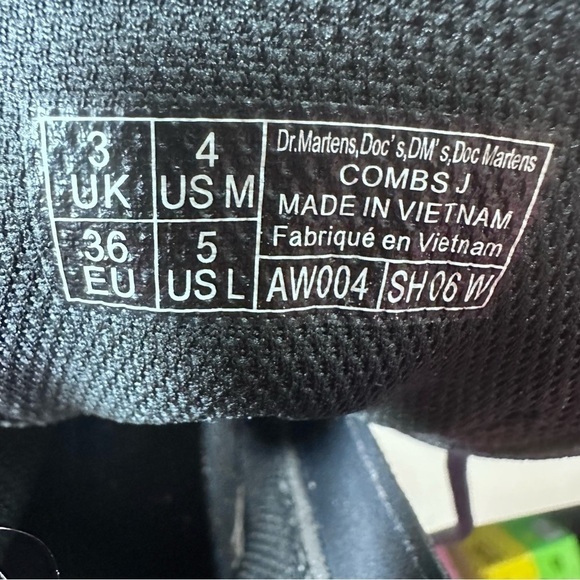 3
UK
4
US M
36
EU
5
US L
Dr.Martens,Doc's,DM's,Doc Martens
COMBS J
MADE IN VIETNAM
Fabriqué en Vietnam
AW004
SH06 W